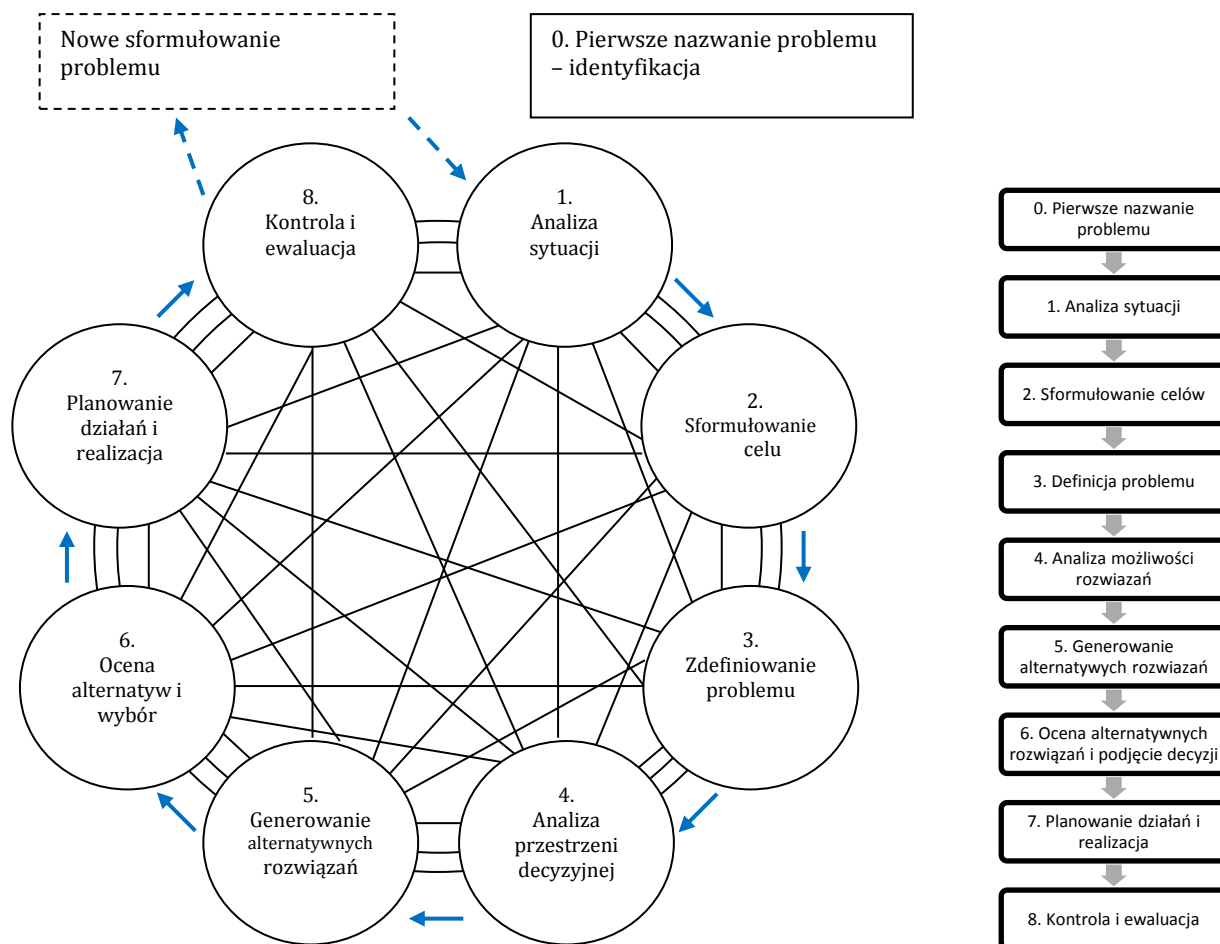 Nowe sformułowanie
problemu
0. Pierwsze nazwanie problemu
– identyfikacja
8.
Kontrola i
ewaluacja
1.
Analiza
sytuacji
7.
Planowanie
działań i
realizacja
2.
Sformułowanie
celu
6.
Ocena
alternatyw i
wybór
3.
Zdefiniowanie
problemu
5.
Generowanie
alternatywnych
rozwiązań
4.
Analiza
przestrzeni
decyzyjnej
0. Pierwsze nazwanie
problemu
1. Analiza sytuacji
2. Sformułowanie celów
3. Definicja problemu
4. Analiza możliwości
rozwiazań
5. Generowanie
alternatywych rozwiazań
6. Ocena alternatywnych
rozwiązań i podjęcie decyzji
7. Planowanie działań i
realizacja
8. Kontrola i ewaluacja